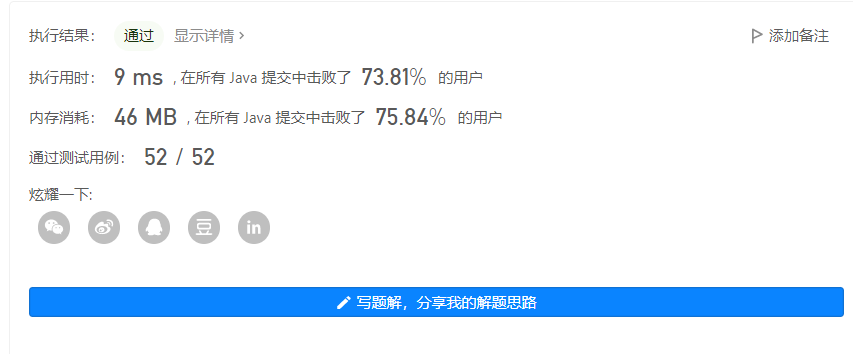 执行结果： 通过 显示详情 › 添加备注
执行用时： 9 ms , 在所有 Java 提交中击败了 73.81% 的用户
内存消耗： 46 MB , 在所有 Java 提交中击败了 75.84% 的用户
通过测试用例： 52 / 52
炫耀一下:
豆 in
写题解，分享我的解题思路